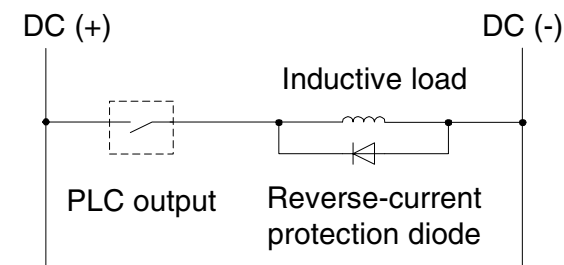 DC (+)
DC (-)
Inductive load
PLC output
Reverse-current
protection diode